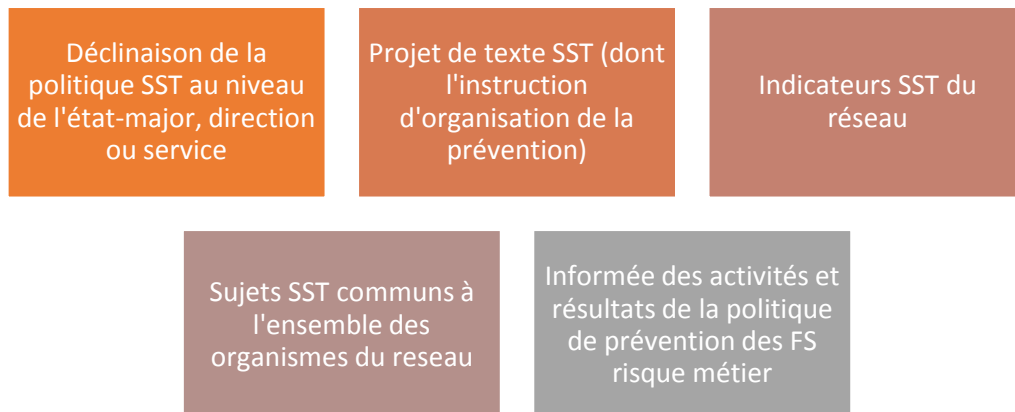 Déclinaison de la
politique SST au niveau
de l'état-major, direction
ou service
Projet de texte SST (dont
l'instruction
d'organisation de la
prévention)
Indicateurs SST du
réseau
Sujets SST communs à
l'ensemble des
organismes du reseau
Informée des activités et
résultats de la politique
de prévention des FS
risque métier